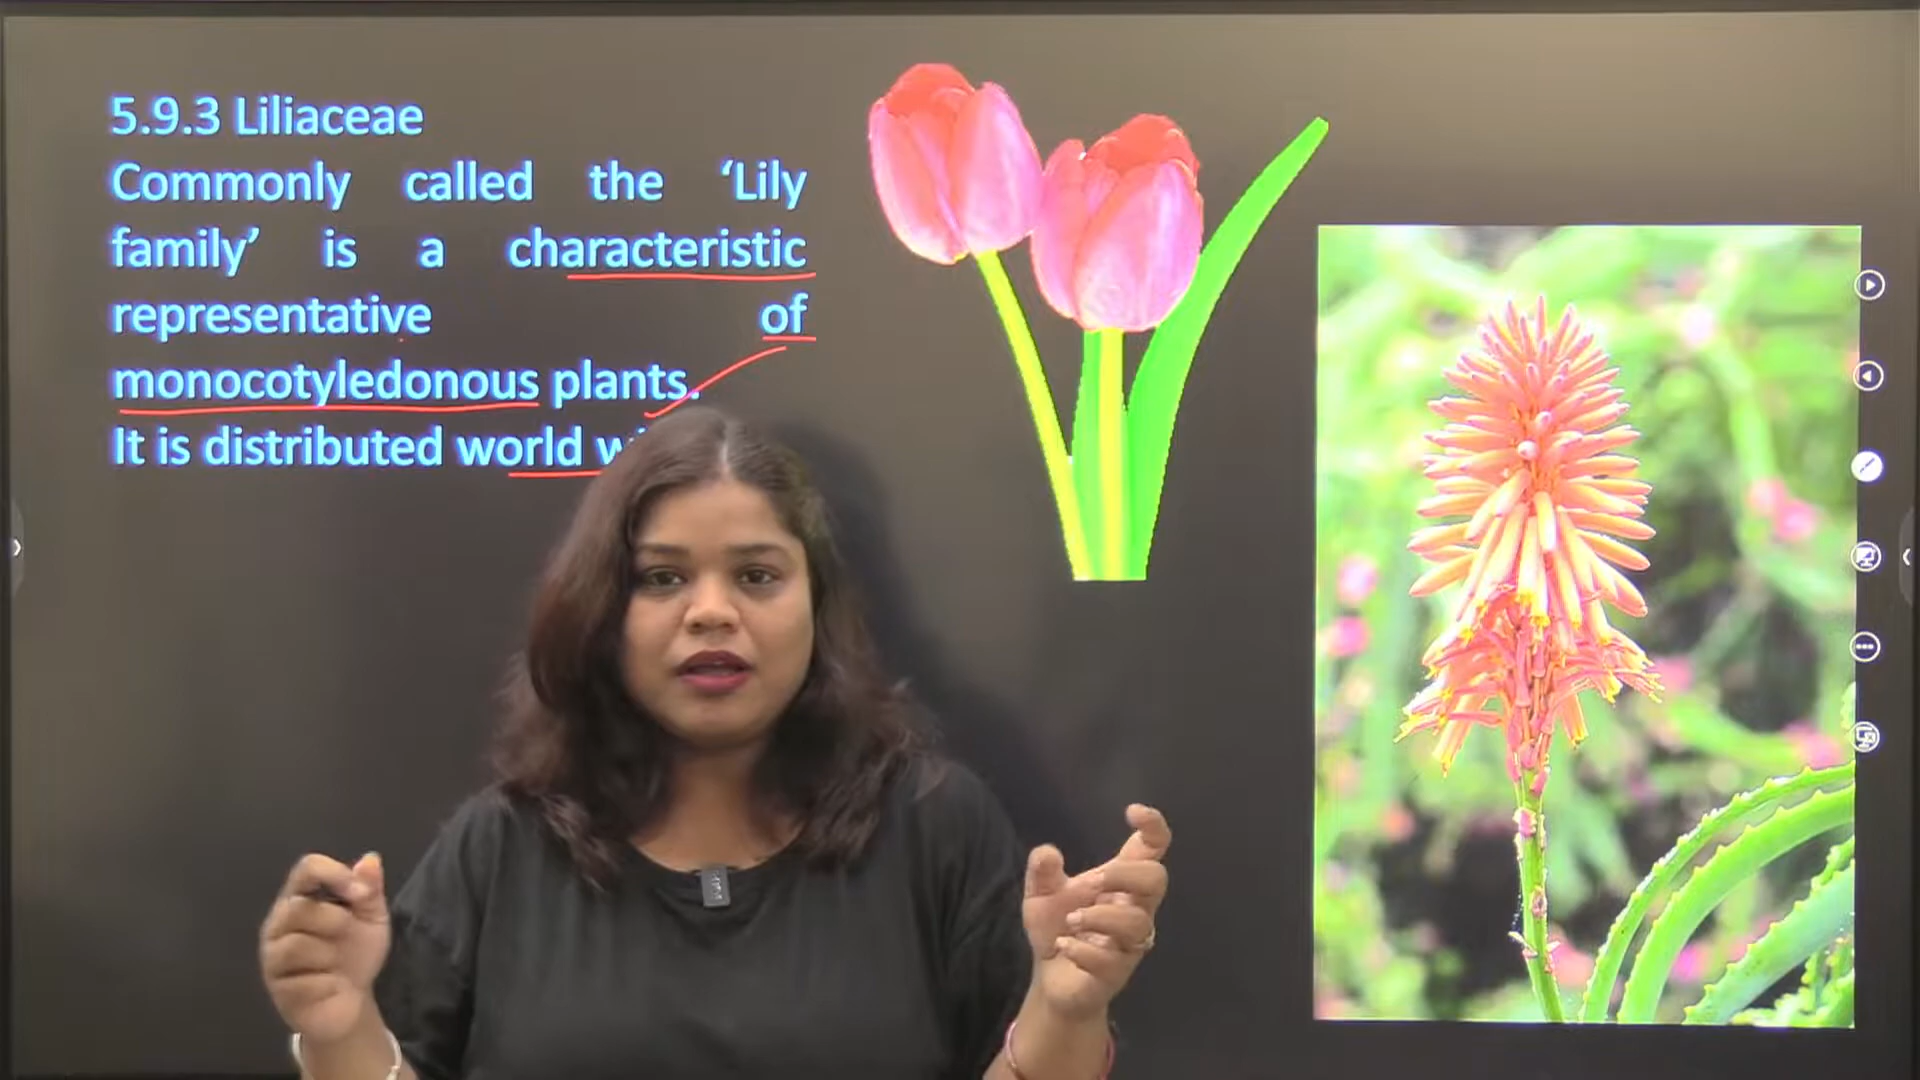 5.9.3 Liliaceae
Commonly called the ‘Lily
family’ is a characteristic
representative of
monocotyledonous plants.
It is distributed world